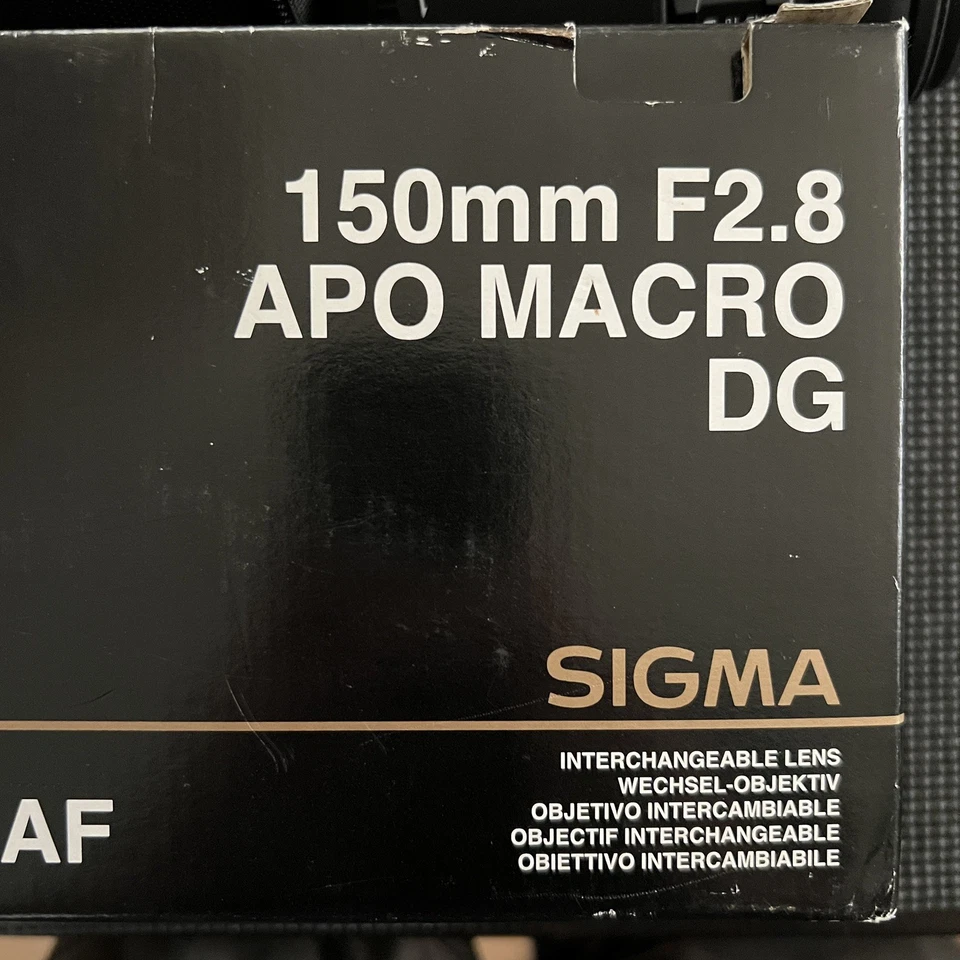 150mm F2.8
APO MACRO
DG
SIGMA
INTERCHANGEABLE LENS
WECHSEL-OBJEKTIV
OBJETIVO INTERCAMBIABLE
OBJECTIF INTERCHANGEABLE
OBIETTIVO INTERCAMBIABILE
AF